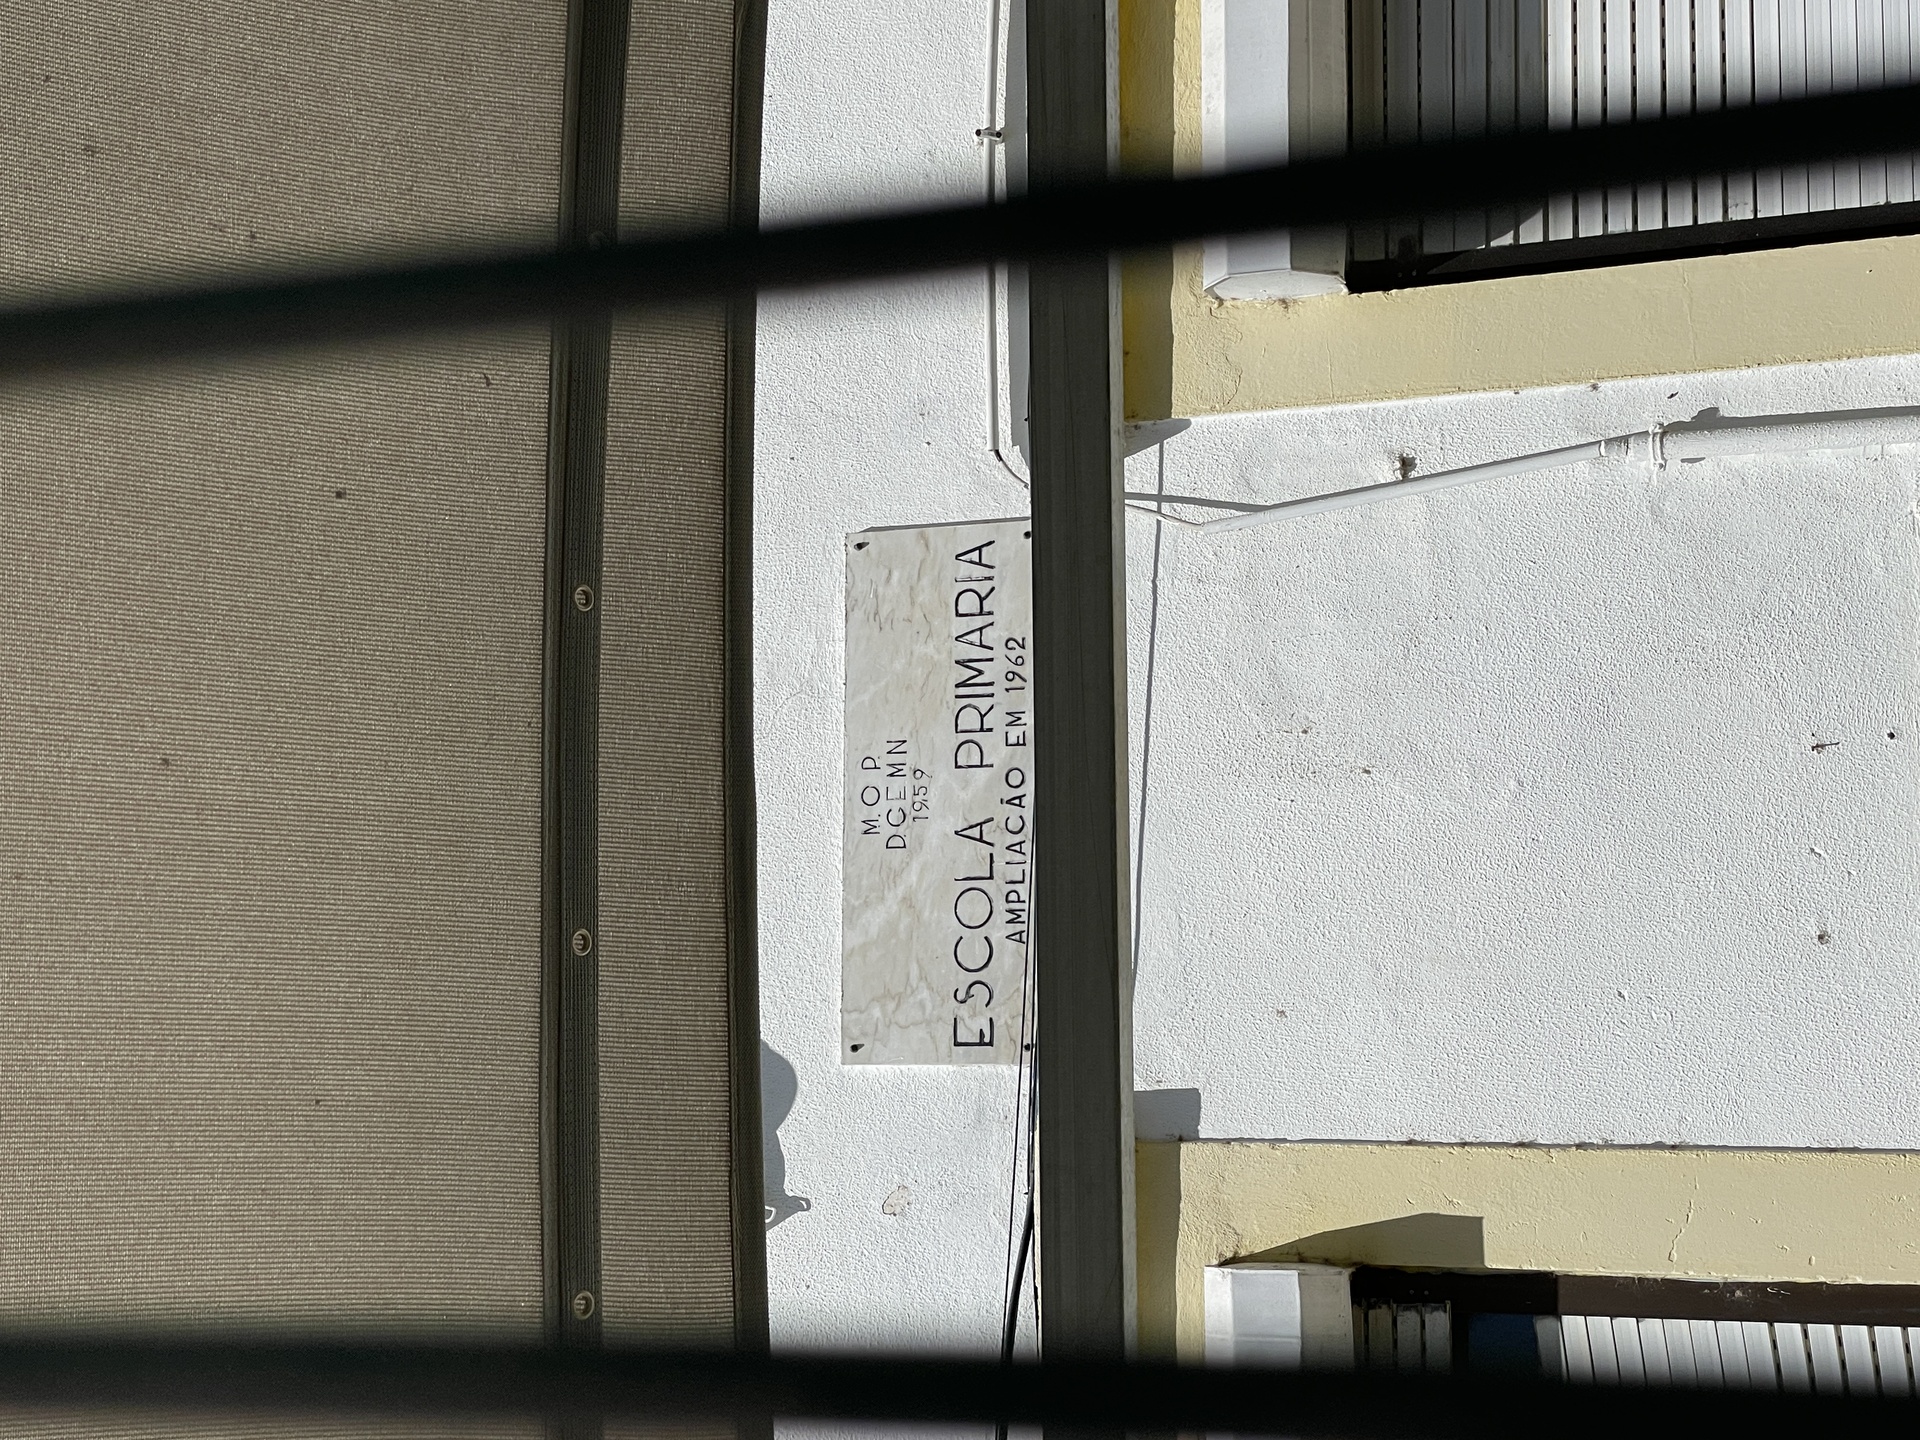 M. O. P.
D G E M N
1959
ESCOLA PRIMARIA
AMPLIAÇÃO EM 1962